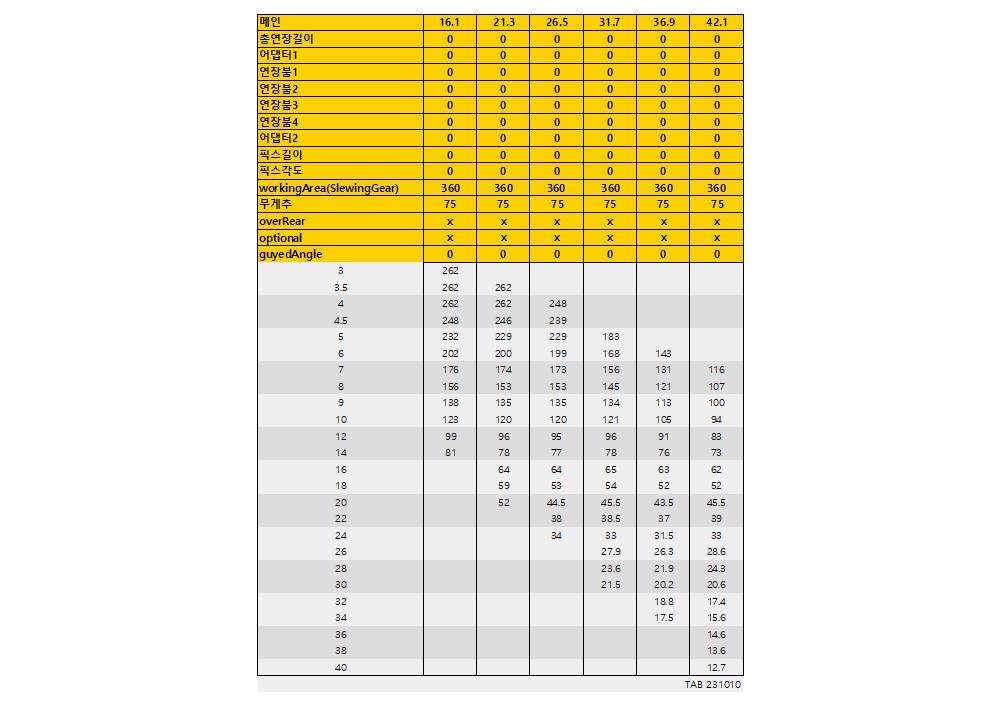 메인 16.1 21.3 26.5 31.7 36.9 42.1
총연장길이 0 0 0 0 0 0
어댑터1 0 0 0 0 0 0
연장붐1 0 0 0 0 0 0
연장붐2 0 0 0 0 0 0
연장붐3 0 0 0 0 0 0
연장붐4 0 0 0 0 0 0
어댑터2 0 0 0 0 0 0
픽스길이 0 0 0 0 0 0
픽스각도 0 0 0 0 0 0
workingArea(SlewingGear) 360 360 360 360 360 360
무게추 75 75 75 75 75 75
overRear x x x x x x
optional x x x x x x
guyedAngle 0 0 0 0 0 0
3 262
3.5 262 262
4 262 262 248
4.5 248 246 239
5 232 229 229 183
6 202 200 199 168 143
7 176 174 173 156 131 116
8 156 153 153 145 121 107
9 138 135 135 134 113 100
10 123 120 120 121 105 94
12 99 96 95 96 91 83
14 81 78 77 78 76 73
16 64 64 65 63 62
18 59 53 54 52 52
20 52 44.5 45.5 43.5 45.5
22 38 38.5 37 39
24 34 33 31.5 33
26 27.9 26.3 28.6
28 23.6 21.9 24.3
30 21.5 20.2 20.6
32 18.8 17.4
34 17.5 15.6
36 14.6
38 13.6
40 12.7
TAB 231010